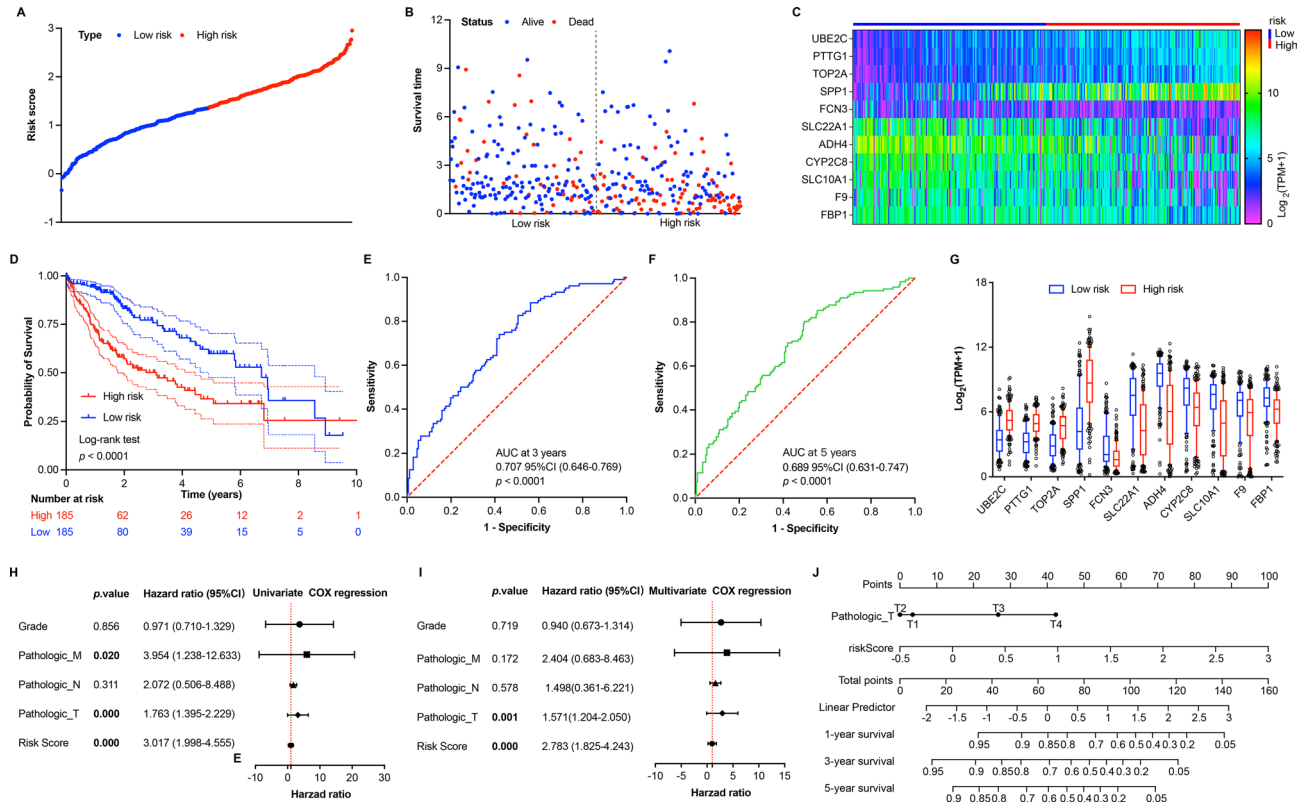 A
Type Low risk High risk
Risk scroe
3
2
1
0
-1
B
Status Alive Dead
Survival time
12
9
6
3
0
Low risk High risk
C
risk
Low
High
UBE2C
PTTG1
TOP2A
SPP1
FCN3
SLC22A1
ADH4
CYP2C8
SLC10A1
F9
FBP1
10
5
0
Log2(TPM+1)
D
Probability of Survival
1.00
0.75
0.50
0.25
0.00
High risk
Low risk
Log-rank test
p < 0.0001
0 2 4 6 8 10
Time (years)
Number at risk
High 185 62 26 12 2 1
Low 185 80 39 15 5 0
E
Sensitivity
1.0
0.8
0.6
0.4
0.2
0.0
AUC at 3 years
0.707 95%CI (0.646-0.769)
p < 0.0001
0.0 0.2 0.4 0.6 0.8 1.0
1 - Specificity
F
Sensitivity
1.0
0.8
0.6
0.4
0.2
0.0
AUC at 5 years
0.689 95%CI (0.631-0.747)
p < 0.0001
0.0 0.2 0.4 0.6 0.8 1.0
1 - Specificity
G
Low risk High risk
Log2(TPM+1)
18
12
6
0
UBE2C
PTTG1
TOP2A
SPP1
FCN3
SLC22A1
ADH4
CYP2C8
SLC10A1
F9
FBP1
H
p.value Hazard ratio (95%CI) Univariate COX regression
Grade 0.856 0.971 (0.710-1.329)
Pathologic_M 0.020 3.954 (1.238-12.633)
Pathologic_N 0.311 2.072 (0.506-8.488)
Pathologic_T 0.000 1.763 (1.395-2.229)
Risk Score 0.000 3.017 (1.998-4.555)
E
-10 0 10 20 30
Harzad ratio
I
p.value Hazard ratio (95%CI) Multivariate COX regression
Grade 0.719 0.940 (0.673-1.314)
Pathologic_M 0.172 2.404 (0.683-8.463)
Pathologic_N 0.578 1.498(0.361-6.221)
Pathologic_T 0.001 1.571(1.204-2.050)
Risk Score 0.000 2.783 (1.825-4.243)
-10 -5 0 5 10 15
Harzad ratio
J
Points 0 10 20 30 40 50 60 70 80 90 100
T2 T3
Pathologic_T
T1 T4
riskScore
-0.5 0 0.5 1 1.5 2 2.5 3
Total points
0 20 40 60 80 100 120 140 160
Linear Predictor
-2 -1.5 -1 -0.5 0 0.5 1 1.5 2 2.5 3
1-year survival
0.95 0.9 0.85 0.8 0.7 0.6 0.5 0.4 0.3 0.2 0.05
3-year survival
0.95 0.9 0.85 0.8 0.7 0.6 0.5 0.4 0.3 0.2 0.05
5-year survival
0.9 0.85 0.8 0.7 0.6 0.5 0.4 0.3 0.2 0.05